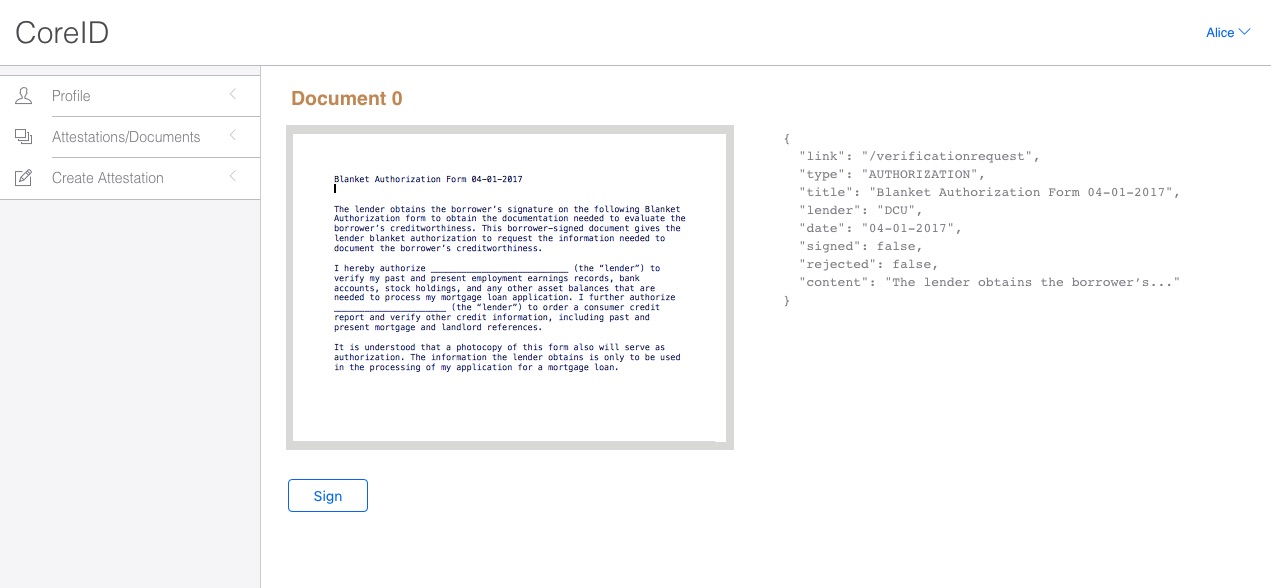 CoreID
Alice
Profile
Attestations/Documents
Create Attestation
Document 0
Blanket Authorization Form 04-01-2017
The lender obtains the borrower's signature on the following Blanket
Authorization form to obtain the documentation needed to evaluate the
borrower's creditworthiness. This borrower-signed document gives the
lender blanket authorization to request the information needed to
document the borrower's creditworthiness.
I hereby authorize ___________________________ (the “lender”) to
verify my past and present employment earnings records, bank
accounts, stock holdings, and any other asset balances that are
needed to process my mortgage loan application. I further authorize
______________________ (the “lender”) to order a consumer credit
report and verify other credit information, including past and
present mortgage and landlord references.
It is understood that a photocopy of this form also will serve as
authorization. The information the lender obtains is only to be used
in the processing of my application for a mortgage loan.
Sign
{
"link": "/verificationrequest",
"type": "AUTHORIZATION",
"title": "Blanket Authorization Form 04-01-2017",
"lender": "DCU",
"date": "04-01-2017",
"signed": false,
"rejected": false,
"content": "The lender obtains the borrower’s..."
}